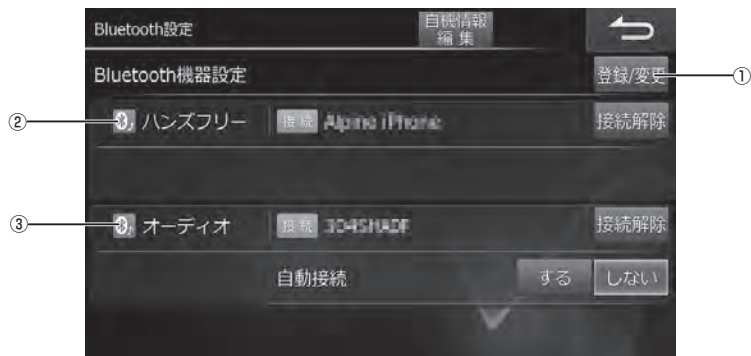 Bluetooth設定
自機情報
編 集
Bluetooth機器設定
登録/変更
①
②
ハンズフリー
接続
Alpine iPhone
接続解除
③
オーディオ
接続
接続解除
自動接続
する
しない